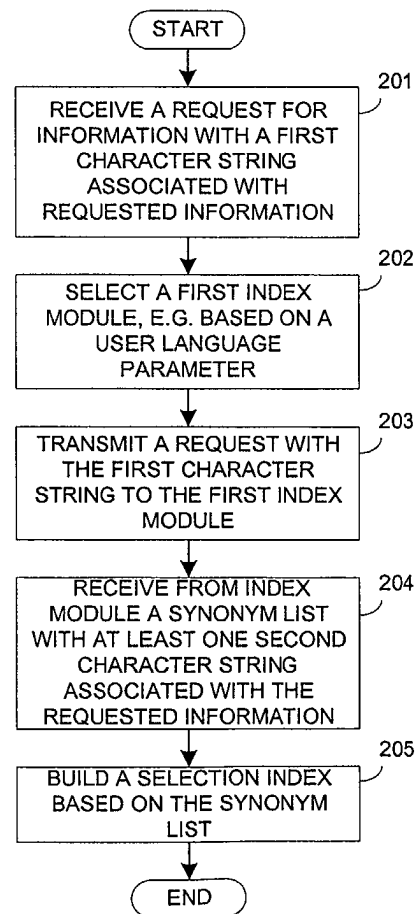 START
201
RECEIVE A REQUEST FOR
INFORMATION WITH A FIRST
CHARACTER STRING
ASSOCIATED WITH
REQUESTED INFORMATION
202
SELECT A FIRST INDEX
MODULE, E.G. BASED ON A
USER LANGUAGE
PARAMETER
203
TRANSMIT A REQUEST WITH
THE FIRST CHARACTER
STRING TO THE FIRST INDEX
MODULE
204
RECEIVE FROM INDEX
MODULE A SYNONYM LIST
WITH AT LEAST ONE SECOND
CHARACTER STRING
ASSOCIATED WITH THE
REQUESTED INFORMATION
205
BUILD A SELECTION INDEX
BASED ON THE SYNONYM
LIST
END